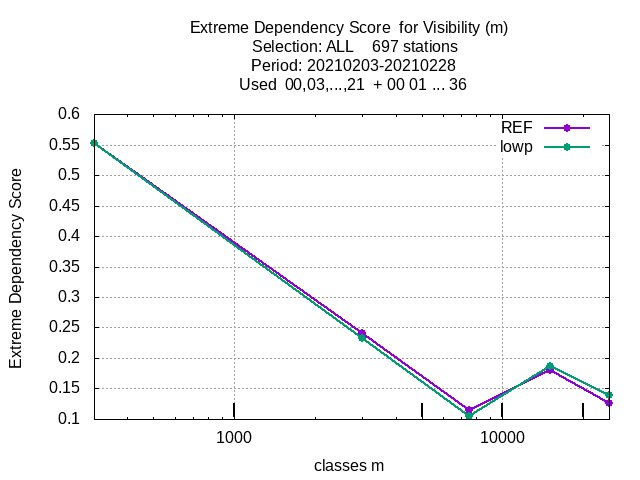 Extreme Dependency Score  for Visibility (m)
Selection: ALL    697 stations
Period: 20210203-20210228
Used  00,03,...,21  + 00 01 ... 36
REF
lowp
0.6
0.55
0.5
0.45
0.4
0.35
0.3
0.25
0.2
0.15
0.1
Extreme Dependency Score
1000
10000
classes m